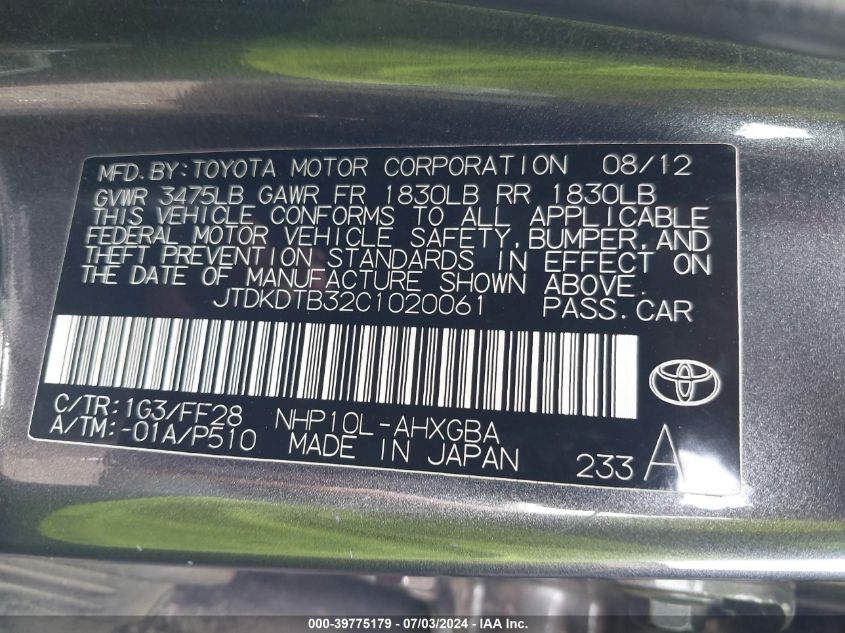 MFD.BY:TOYOTA MOTOR CORPORATION 08/12
GVWR 3475LB GAWR FR 1830LB RR 1830LB
THIS VEHICLE CONFORMS TO ALL APPLICABLE
FEDERAL MOTOR VEHICLE SAFETY,BUMPER,AND
THEFT PREVENTION STANDARDS IN EFFECT ON
THE DATE OF MANUFACTURE SHOWN ABOVE.
JTDKDTB32C1020061 PASS.CAR
C/TR:1G3/FF28 NHP10L-AHXGBA
A/TM:-01A/P510 MADE IN JAPAN 233 A
000-39775179 - 07/03/2024 - IAA Inc.